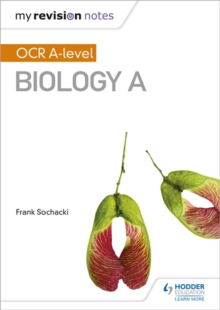 my revision notes
OCR A-level
BIOLOGY A
Frank Sochacki
HODDER
EDUCATION
LEARN MORE